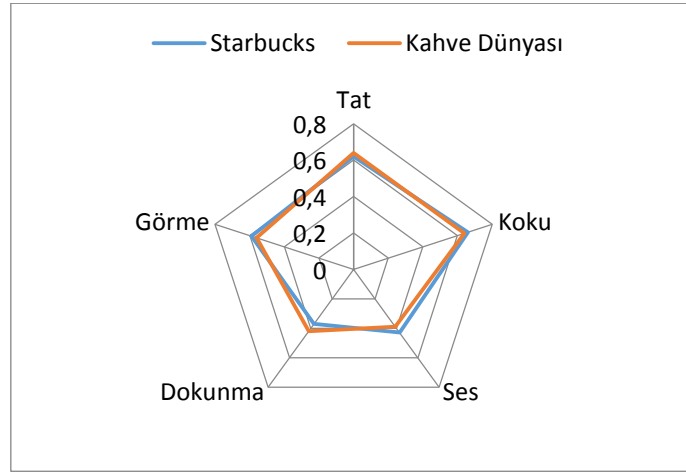 Starbucks Kahve Dünyası
Tat
0,8
0,6
0,4
0,2
0
Görme
Koku
Dokunma
Ses